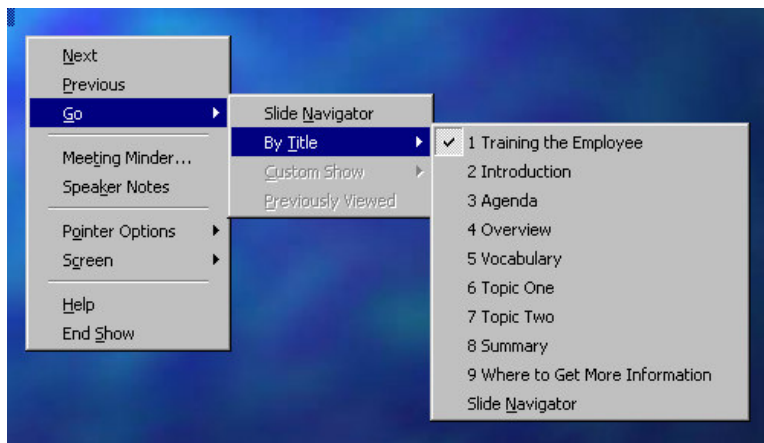 Next
Previous
Go
Meeting Minder...
Speaker Notes
Pointer Options
Screen
Help
End Show
Slide Navigator
By Title
Custom Show
Previously Viewed
1 Training the Employee
2 Introduction
3 Agenda
4 Overview
5 Vocabulary
6 Topic One
7 Topic Two
8 Summary
9 Where to Get More Information
Slide Navigator